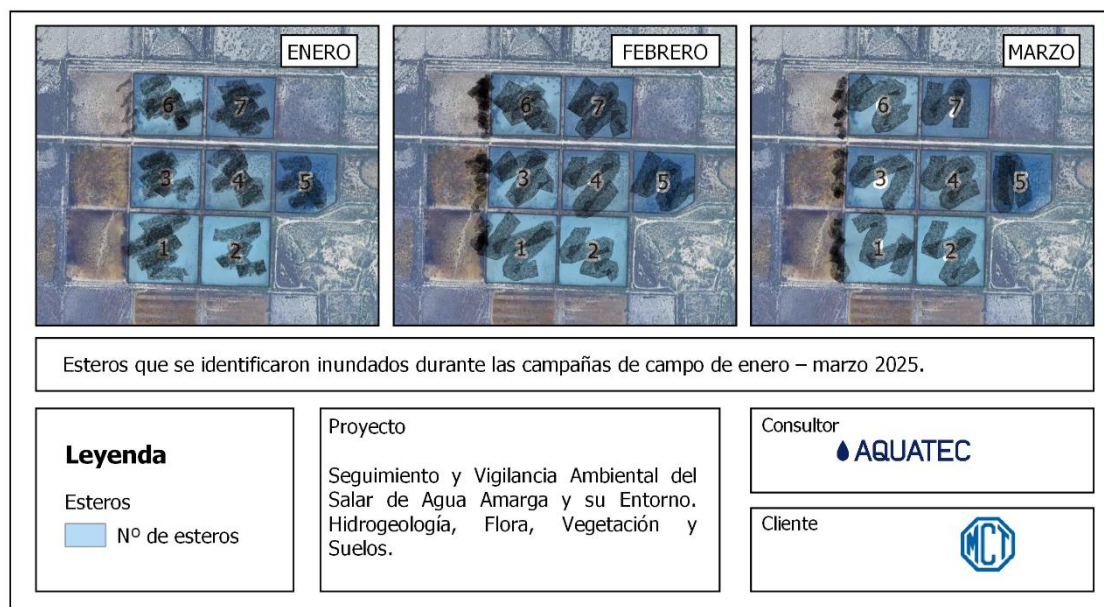 ENERO
6
7
3
4
5
1
2
FEBRERO
6
7
3
4
5
1
2
MARZO
6
7
3
4
5
1
2
Esteros que se identificaron inundados durante las campañas de campo de enero – marzo 2025.
Leyenda
Esteros
Nº de esteros
Proyecto
Seguimiento y Vigilancia Ambiental del
Salar de Agua Amarga y su Entorno.
Hidrogeología, Flora, Vegetación y
Suelos.
Consultor
AQUATEC
Cliente
MCT